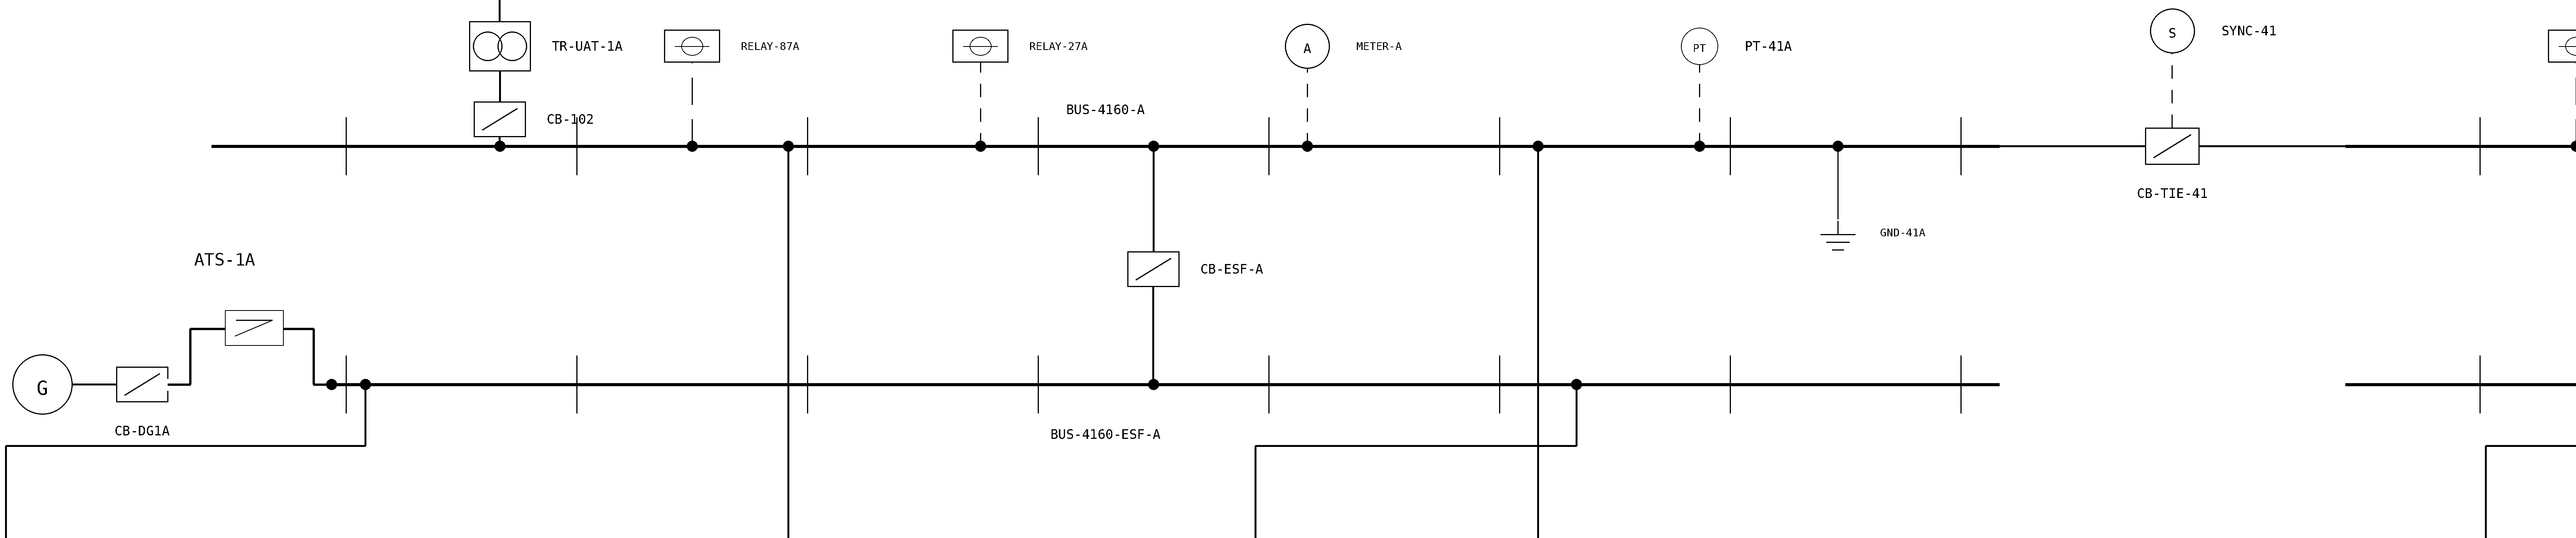 TR-UAT-1A
RELAY-87A
RELAY-27A
A
METER-A
PT
PT-41A
S
SYNC-41
CB-102
BUS-4160-A
CB-TIE-41
GND-41A
ATS-1A
CB-ESF-A
G
CB-DG1A
BUS-4160-ESF-A